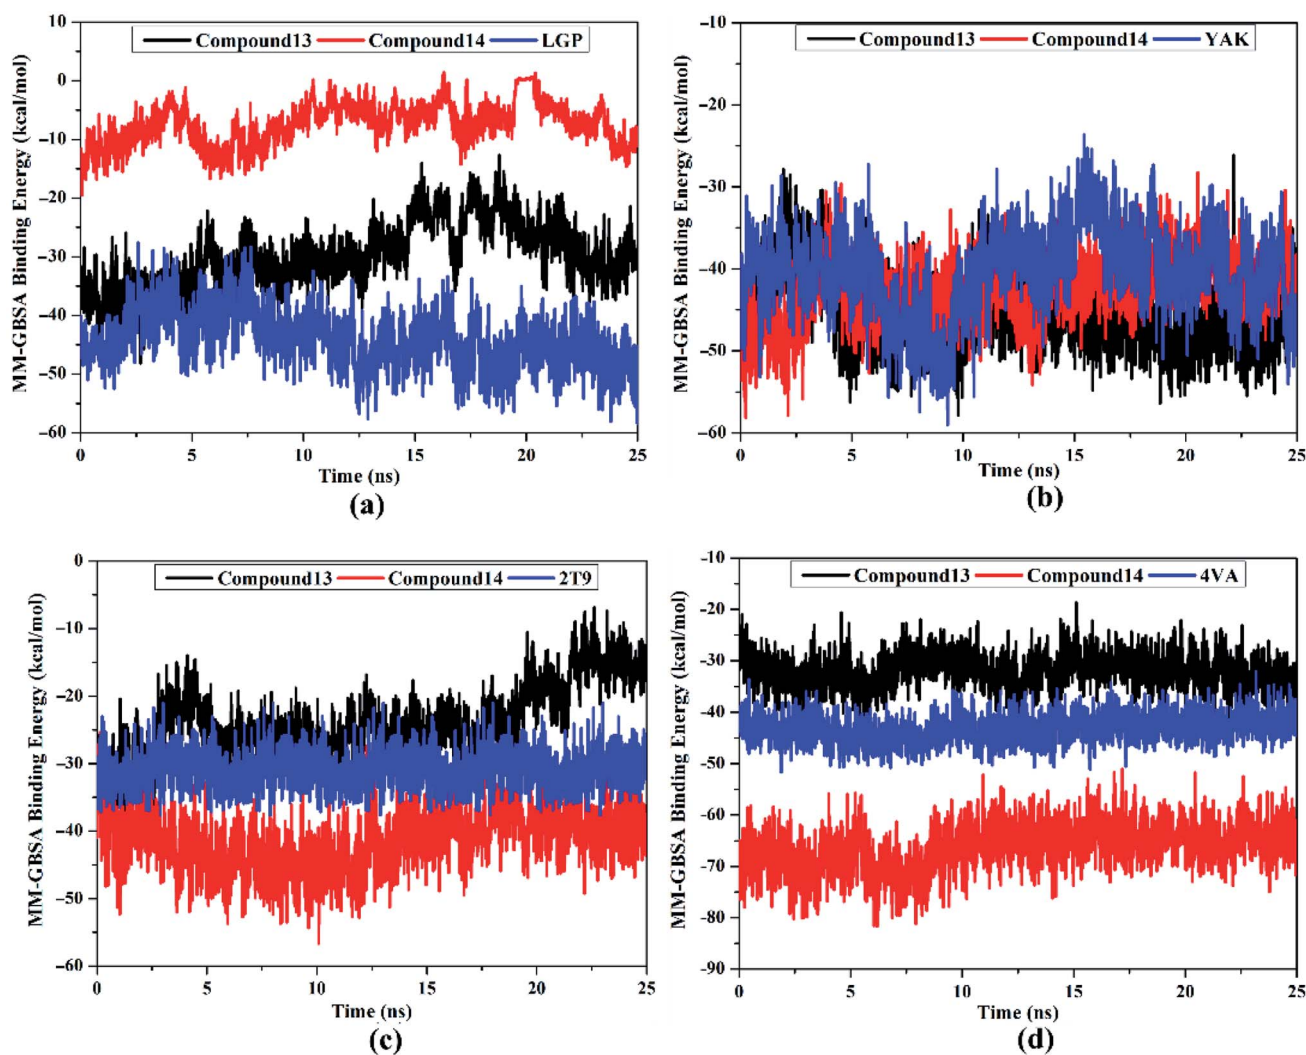 Compound13 Compound14 LGP
MM-GBSA Binding Energy (kcal/mol)
10
0
−10
−20
−30
−40
−50
−60
0 5 10 15 20 25
Time (ns)
(a)
Compound13 Compound14 YAK
MM-GBSA Binding Energy (kcal/mol)
−10
−20
−30
−40
−50
−60
0 5 10 15 20 25
Time (ns)
(b)
Compound13 Compound14 2T9
MM-GBSA Binding Energy (kcal/mol)
0
−10
−20
−30
−40
−50
−60
0 5 10 15 20 25
Time (ns)
(c)
Compound13 Compound14 4VA
MM-GBSA Binding Energy (kcal/mol)
-10
-20
-30
-40
-50
-60
-70
-80
-90
0 5 10 15 20 25
Time (ns)
(d)